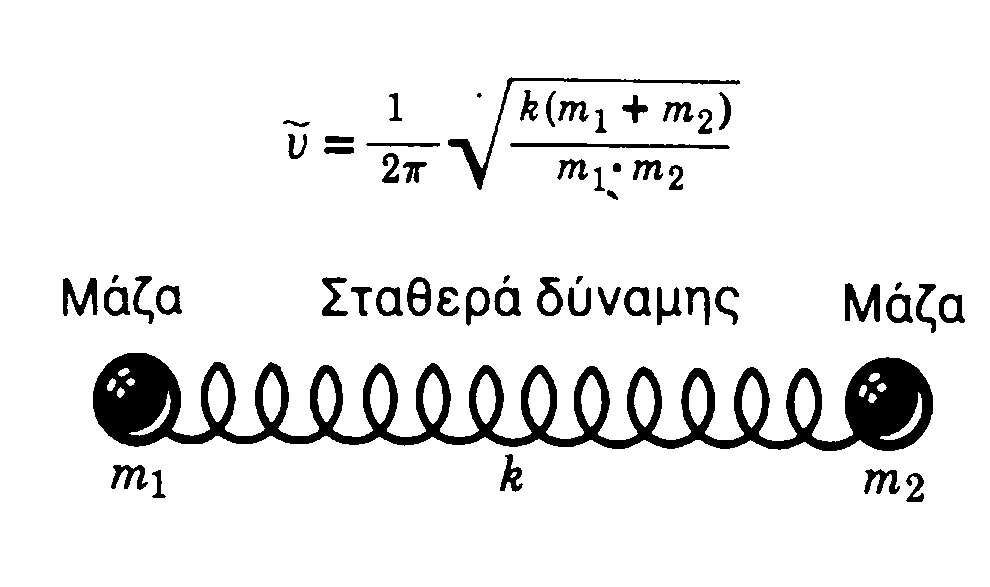 ν̃ = 1/2π √k(m₁ + m₂)/m₁·m₂
Μάζα Σταθερά δύναμης Μάζα
m₁ k m₂